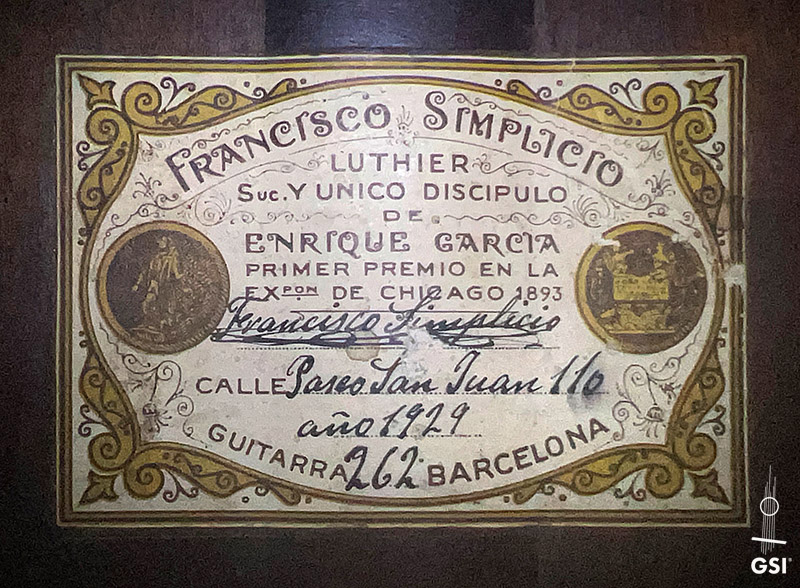 FRANCISCO SIMPLICIO
LUTHIER
SUC. Y UNICO DISCIPULO
DE
ENRIQUE GARCIA
PRIMER PREMIO EN LA
EXPON DE CHICAGO 1893
Francisco Simplicio
CALLE Paseo San Juan 110
año 1929
GUITARRA 262 BARCELONA
GSI